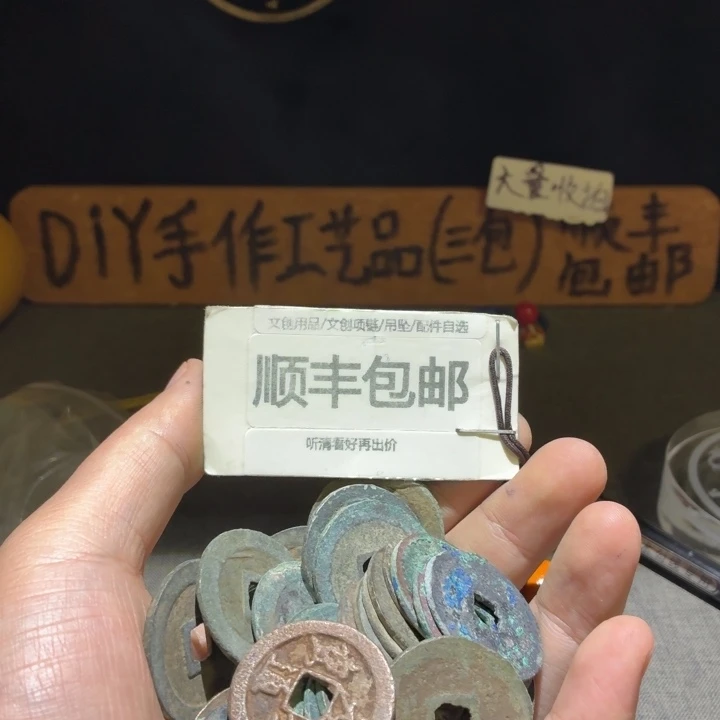 大量收拍
DiY手作工艺品(三包)顺丰
包邮
文创用品/文创项链/吊坠/配件自选
顺丰包邮
听清看好再出价